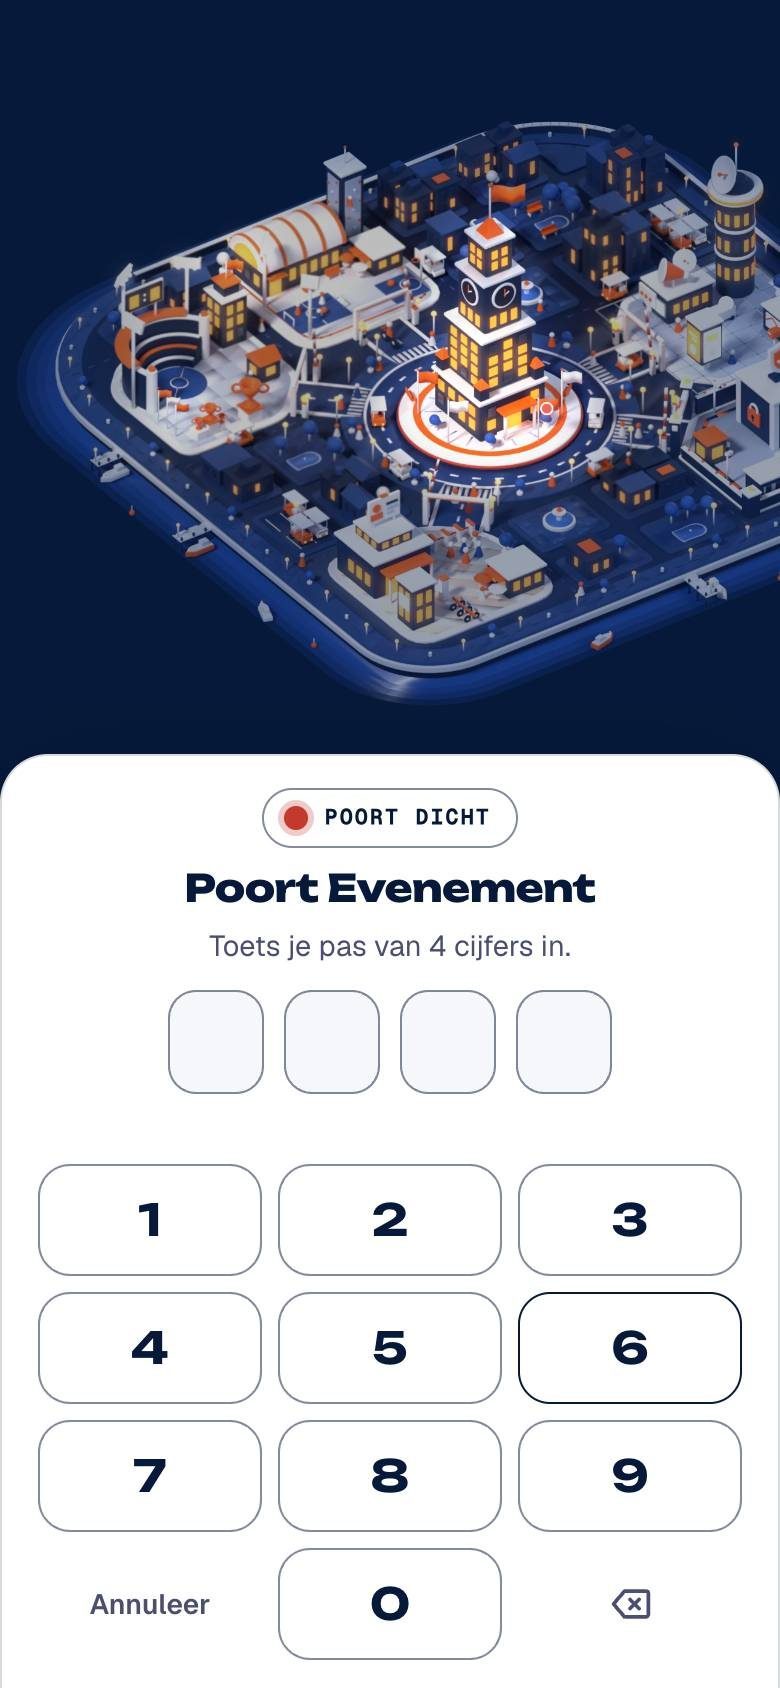 POORT DICHT
Poort Evenement
Toets je pas van 4 cijfers in.
1 2 3
4 5 6
7 8 9
Annuleer 0